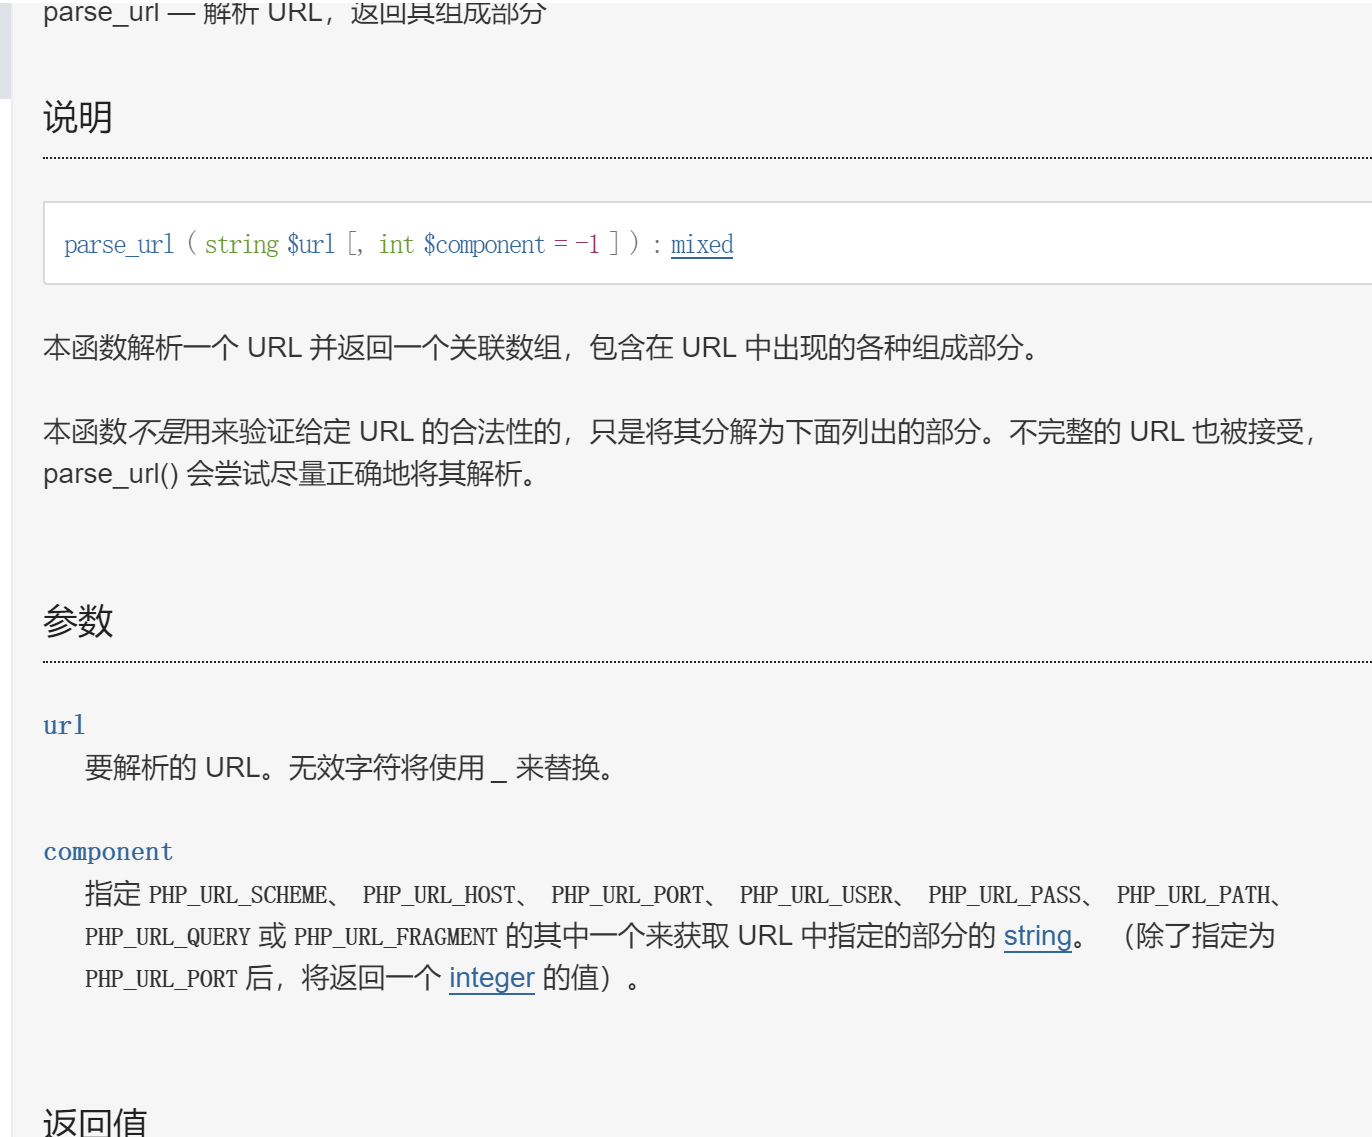 parse_url — 解析 URL，返回其组成部分
说明
parse_url ( string $url [, int $component = -1 ] ) : mixed
本函数解析一个 URL 并返回一个关联数组，包含在 URL 中出现的各种组成部分。
本函数不是用来验证给定 URL 的合法性的，只是将其分解为下面列出的部分。不完整的 URL 也被接受，
parse_url() 会尝试尽量正确地将其解析。
参数
url
要解析的 URL。无效字符将使用 _ 来替换。
component
指定 PHP_URL_SCHEME、 PHP_URL_HOST、 PHP_URL_PORT、 PHP_URL_USER、 PHP_URL_PASS、 PHP_URL_PATH、
PHP_URL_QUERY 或 PHP_URL_FRAGMENT 的其中一个来获取 URL 中指定的部分的 string。 （除了指定为
PHP_URL_PORT 后，将返回一个 integer 的值）。
返回值